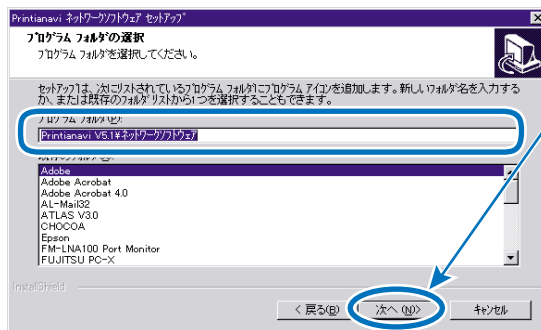 Printianavi ネットワークソフトウェア セットアップ
プログラム フォルダの選択
プログラム フォルダを選択してください。
セットアップは、次にリストされているプログラム フォルダにプログラム アイコンを追加します。新しいフォルダ名を入力する
か、または既存のフォルダ リストから1つを選択することもできます。
プログラム フォルダ(P):
Printianavi V5.1¥ネットワークソフトウェア
既存のフォルダ(X):
Adobe
Adobe Acrobat
Adobe Acrobat 4.0
AL-Mail32
ATLAS V3.0
CHOCOA
Epson
FM-LNA100 Port Monitor
FUJITSU PC-X
InstallShield
< 戻る(B)
次へ (N)>
キャンセル